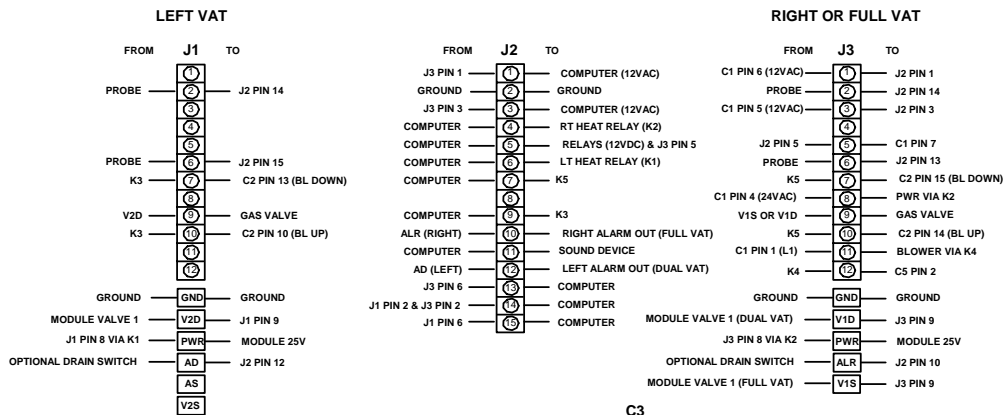 LEFT VAT
FROM J1 TO
1
PROBE 2 J2 PIN 14
3
4
5
PROBE 6 J2 PIN 15
K3 7 C2 PIN 13 (BL DOWN)
8
V2D 9 GAS VALVE
K3 10 C2 PIN 10 (BL UP)
11
12
GROUND GND GROUND
MODULE VALVE 1 V2D J1 PIN 9
J1 PIN 8 VIA K1 PWR MODULE 25V
OPTIONAL DRAIN SWITCH AD J2 PIN 12
AS
V2S
FROM J2 TO
J3 PIN 1 1 COMPUTER (12VAC)
GROUND 2 GROUND
J3 PIN 3 3 COMPUTER (12VAC)
COMPUTER 4 RT HEAT RELAY (K2)
COMPUTER 5 RELAYS (12VDC) & J3 PIN 5
COMPUTER 6 LT HEAT RELAY (K1)
COMPUTER 7 K5
8
COMPUTER 9 K3
ALR (RIGHT) 10 RIGHT ALARM OUT (FULL VAT)
COMPUTER 11 SOUND DEVICE
AD (LEFT) 12 LEFT ALARM OUT (DUAL VAT)
J3 PIN 6 13 COMPUTER
J1 PIN 2 & J3 PIN 2 14 COMPUTER
J1 PIN 6 15 COMPUTER
RIGHT OR FULL VAT
FROM J3 TO
C1 PIN 6 (12VAC) 1 J2 PIN 1
PROBE 2 J2 PIN 14
C1 PIN 5 (12VAC) 3 J2 PIN 3
4
J2 PIN 5 5 C1 PIN 7
PROBE 6 J2 PIN 13
K5 7 C2 PIN 15 (BL DOWN)
C1 PIN 4 (24VAC) 8 PWR VIA K2
V1S OR V1D 9 GAS VALVE
K5 10 C2 PIN 14 (BL UP)
C1 PIN 1 (L1) 11 BLOWER VIA K4
K4 12 C5 PIN 2
GROUND GND GROUND
MODULE VALVE 1 (DUAL VAT) V1D J3 PIN 9
J3 PIN 8 VIA K2 PWR MODULE 25V
OPTIONAL DRAIN SWITCH ALR J2 PIN 10
MODULE VALVE 1 (FULL VAT) V1S J3 PIN 9
C3